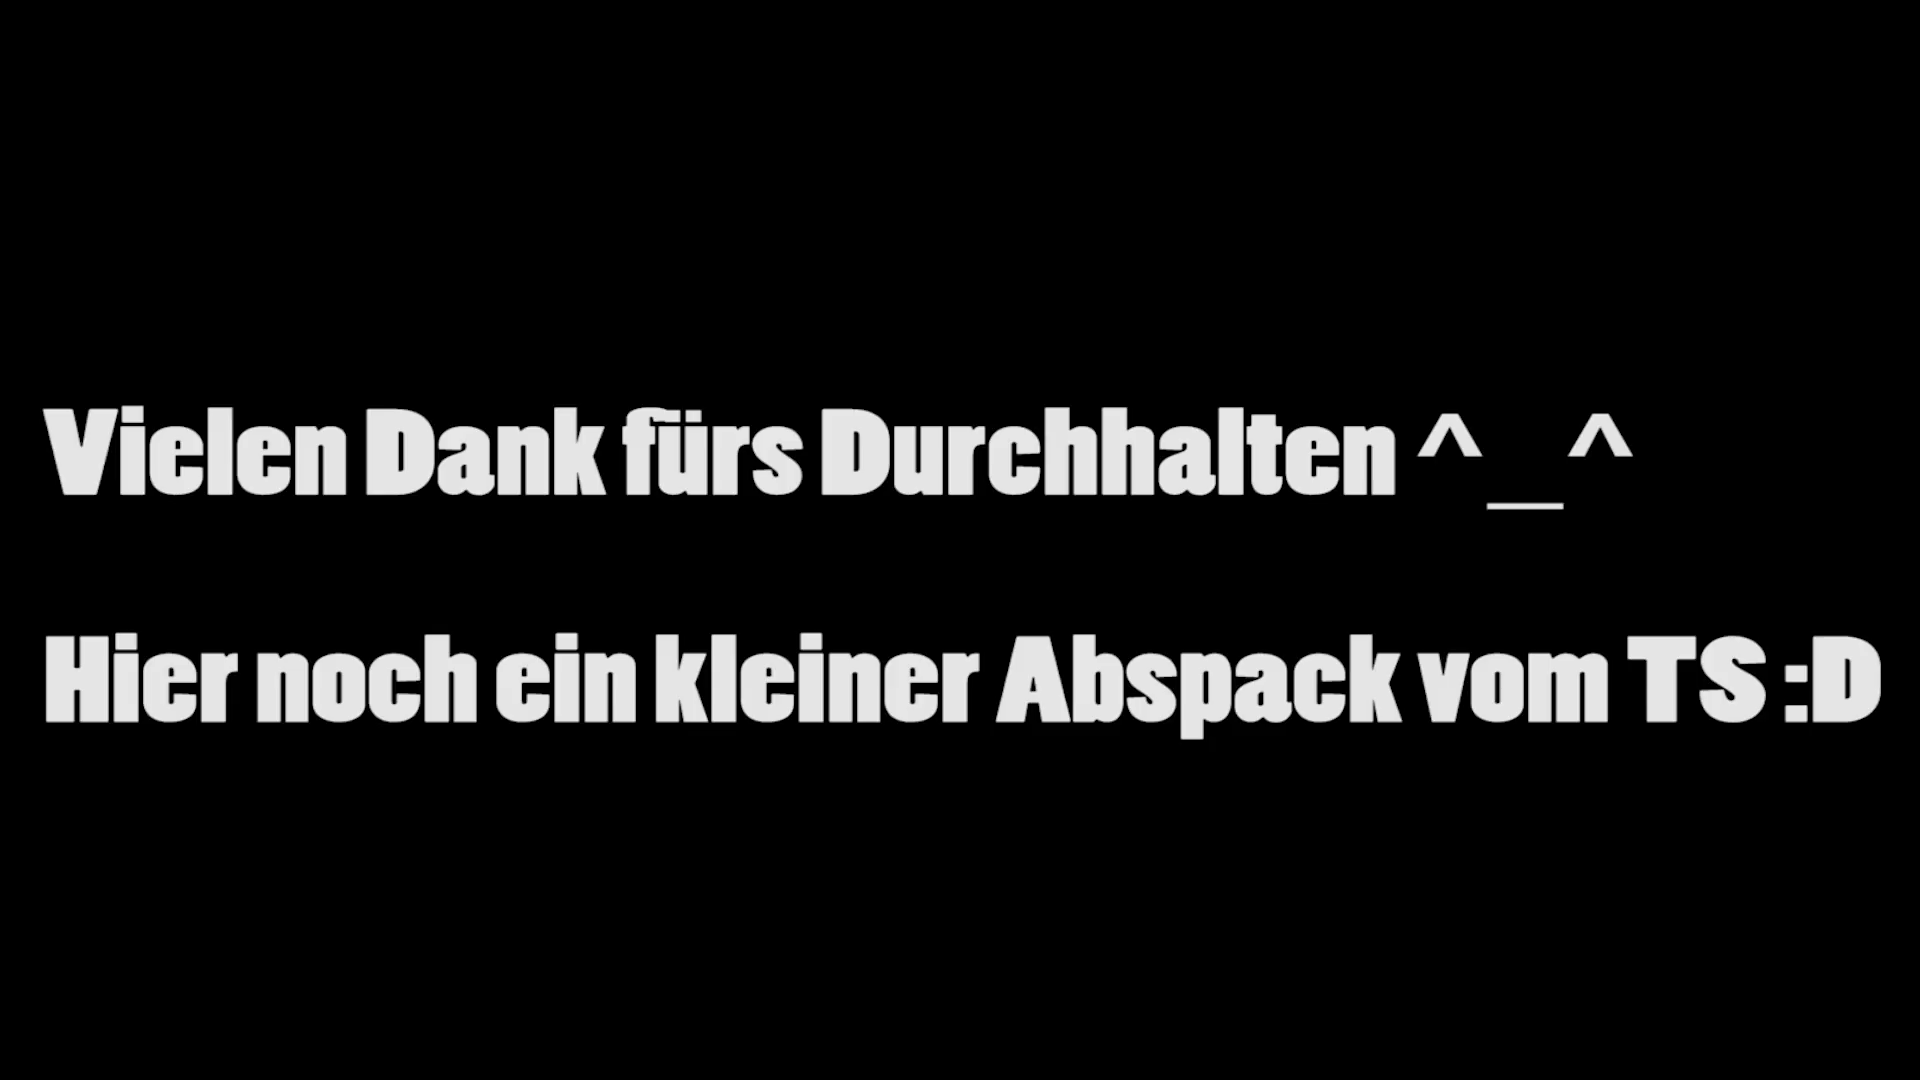 Vielen Dank fürs Durchhalten ^_^
Hier noch ein kleiner Abspack vom TS :D